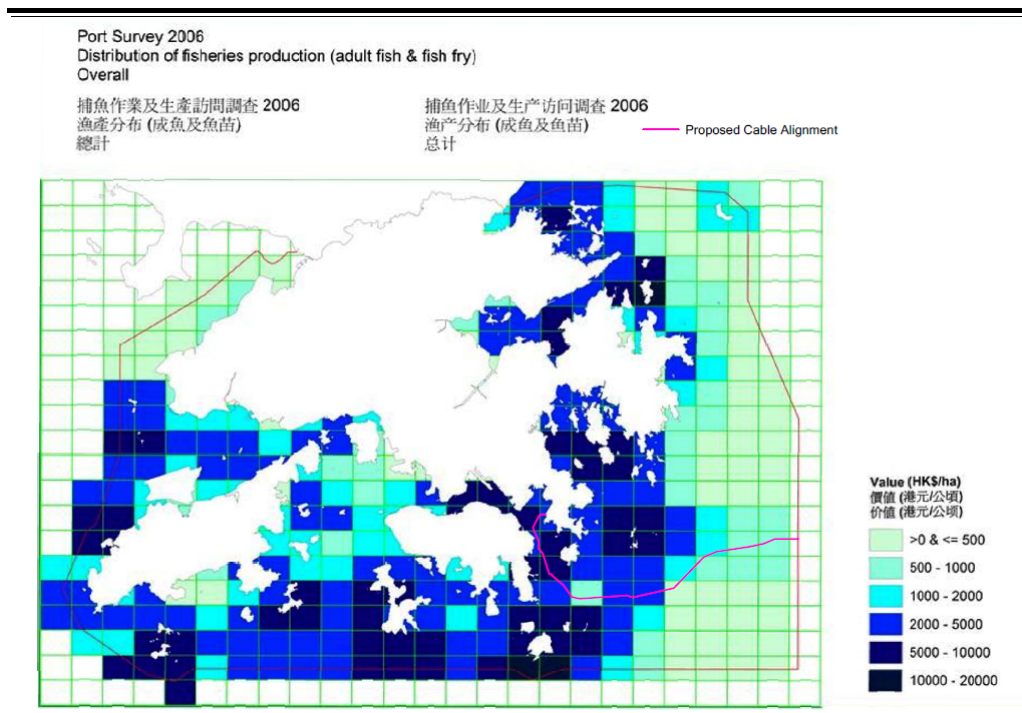 Port Survey 2006
Distribution of fisheries production (adult fish & fish fry)
Overall
捕魚作業及生產訪問調查 2006
漁產分布 (成魚及魚苗)
總計
捕鱼作业及生产访问调查 2006
渔产分布 (成鱼及鱼苗)
总计
Proposed Cable Alignment
Value (HK$/ha)
價值 (港元/公頃)
价值 (港元/公顷)
>0 & <= 500
500 - 1000
1000 - 2000
2000 - 5000
5000 - 10000
10000 - 20000